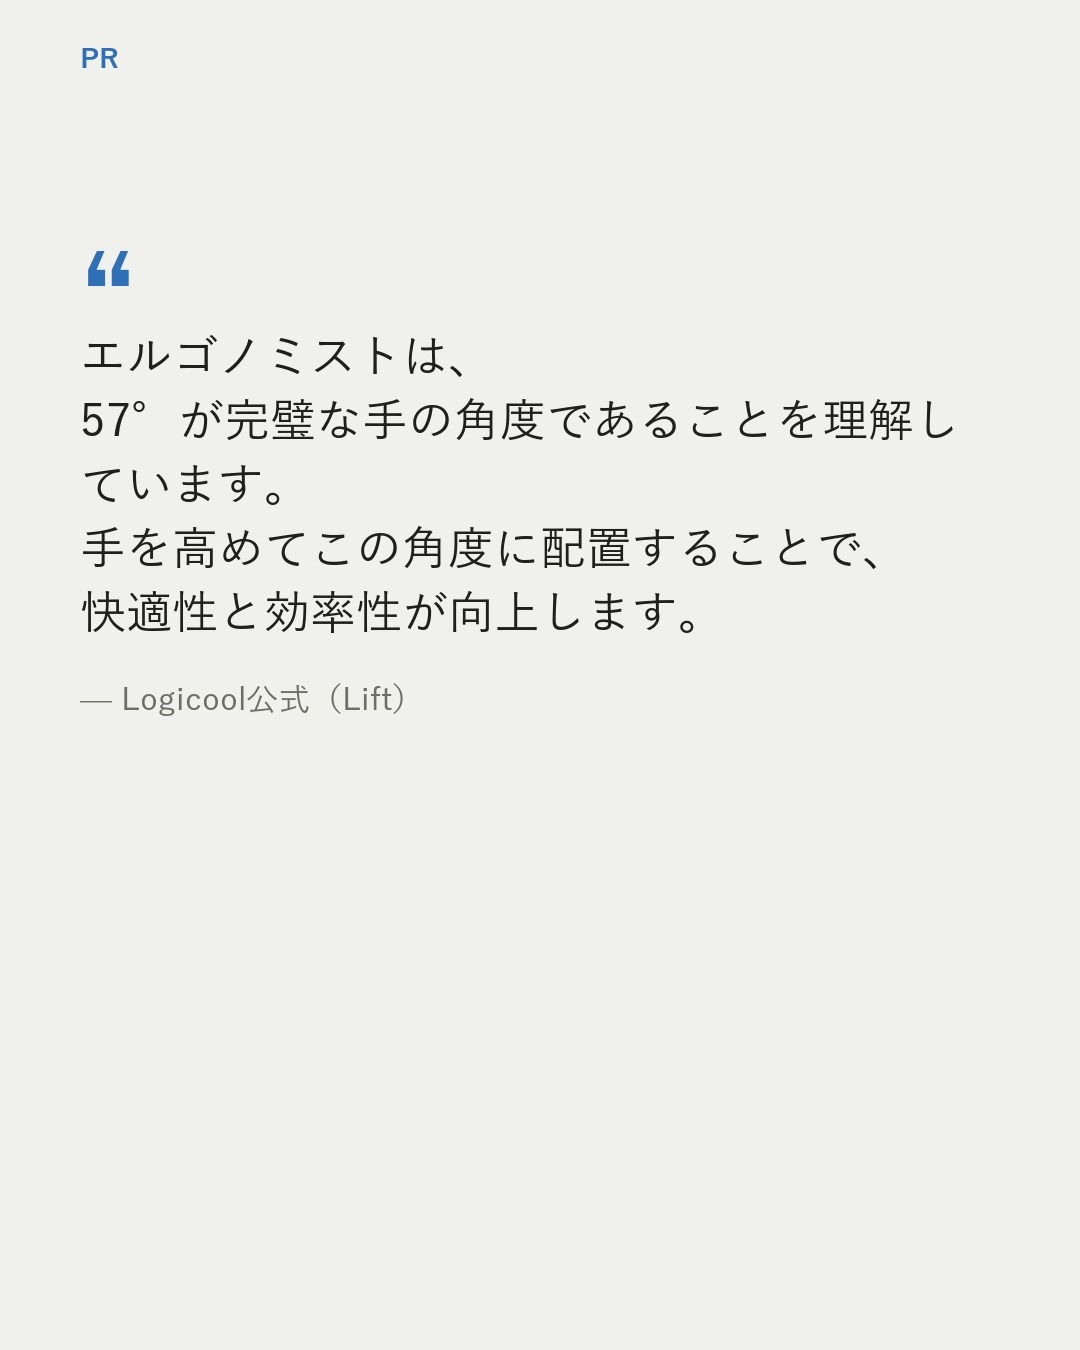 PR
“
エルゴノミストは、
57°が完璧な手の角度であることを理解し
ています。
手を高めてこの角度に配置することで、
快適性と効率性が向上します。
— Logicool公式（Lift）